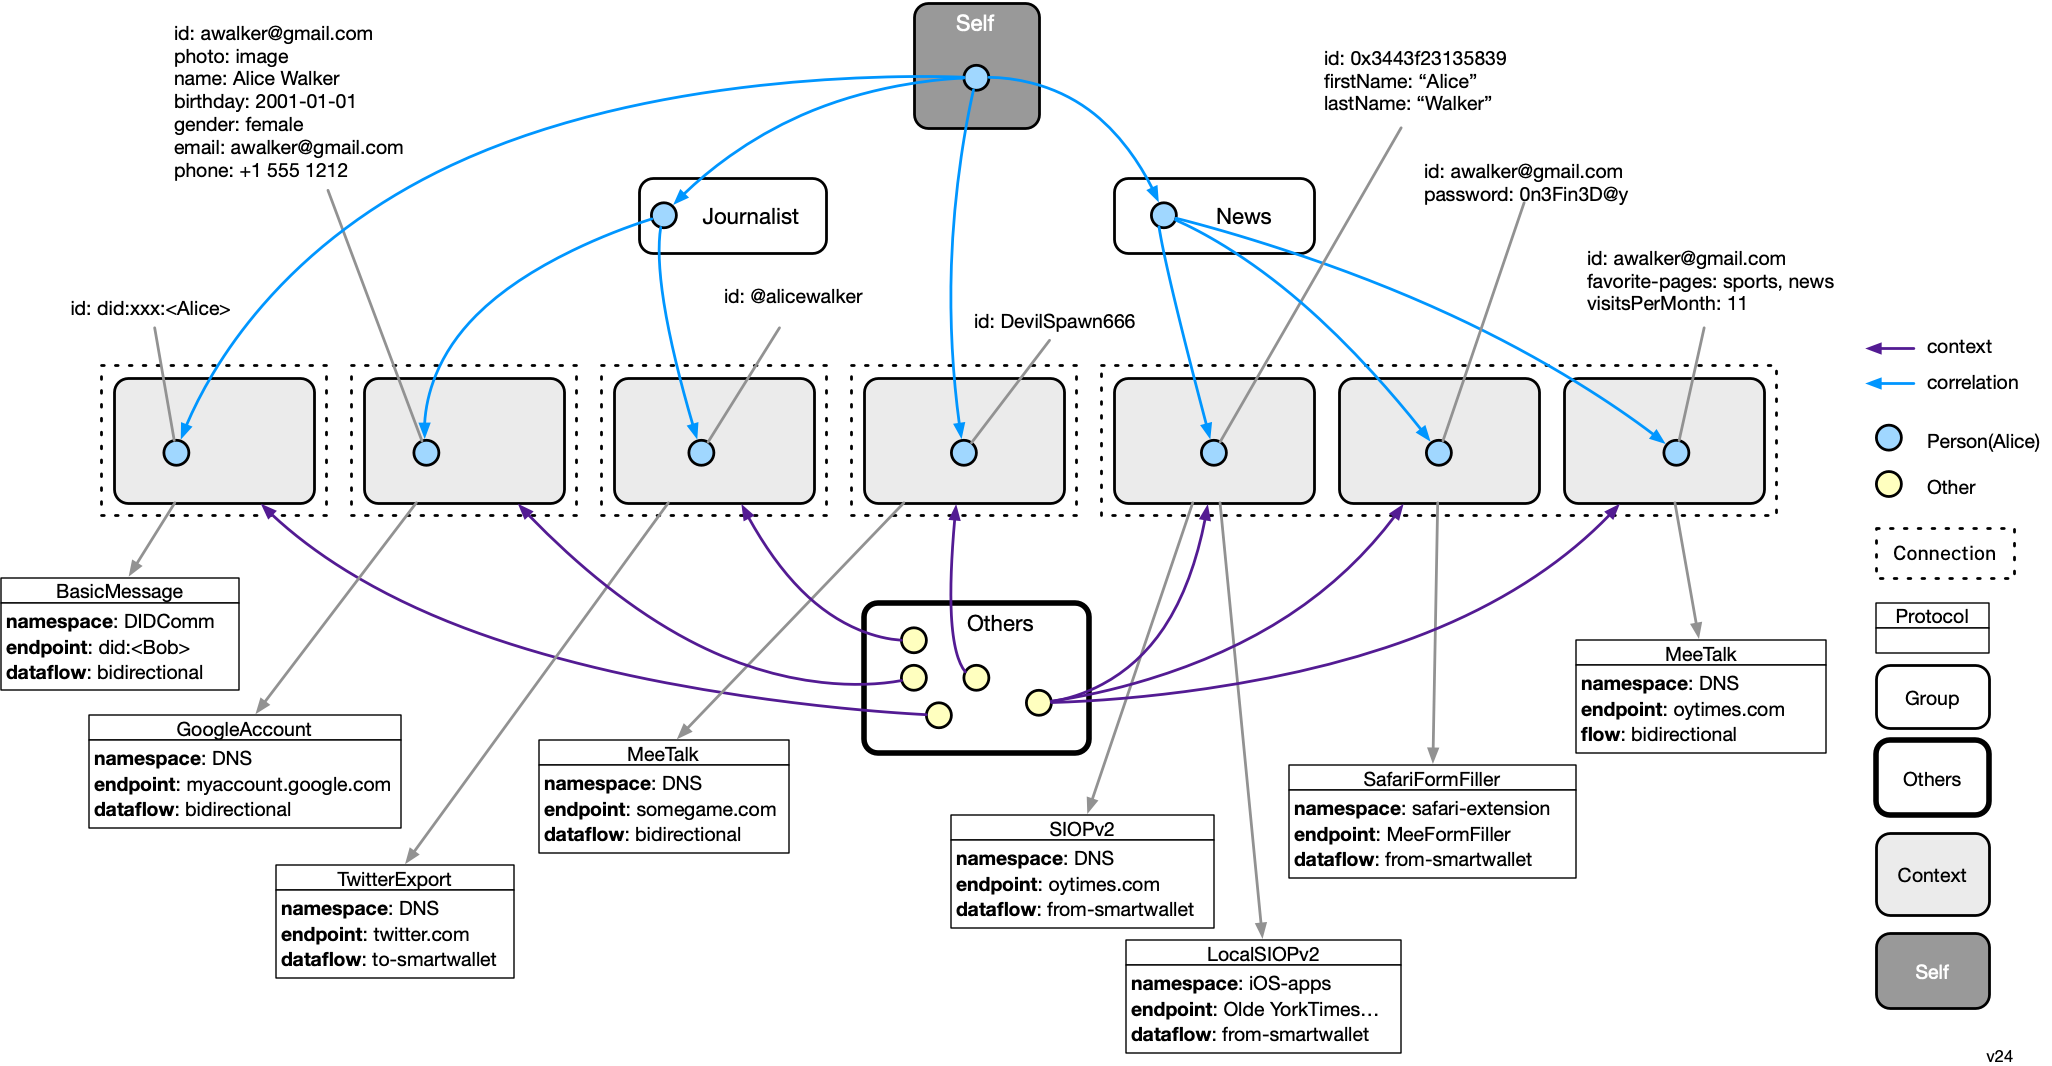 Self
id: awalker@gmail.com
photo: image
name: Alice Walker
birthday: 2001-01-01
gender: female
email: awalker@gmail.com
phone: +1 555 1212
id: 0x3443f23135839
firstName: “Alice”
lastName: “Walker”
id: awalker@gmail.com
password: 0n3Fin3D@y
Journalist
News
id: awalker@gmail.com
favorite-pages: sports, news
visitsPerMonth: 11
id: did:xxx:<Alice>
id: @alicewalker
id: DevilSpawn666
context
correlation
Person(Alice)
Other
Connection
Protocol
Group
Others
Context
Self
Others
BasicMessage
namespace: DIDComm
endpoint: did:<Bob>
dataflow: bidirectional
GoogleAccount
namespace: DNS
endpoint: myaccount.google.com
dataflow: bidirectional
TwitterExport
namespace: DNS
endpoint: twitter.com
dataflow: to-smartwallet
MeeTalk
namespace: DNS
endpoint: somegame.com
dataflow: bidirectional
SIOPv2
namespace: DNS
endpoint: oytimes.com
dataflow: from-smartwallet
LocalSIOPv2
namespace: iOS-apps
endpoint: Olde YorkTimes…
dataflow: from-smartwallet
SafariFormFiller
namespace: safari-extension
endpoint: MeeFormFiller
dataflow: from-smartwallet
MeeTalk
namespace: DNS
endpoint: oytimes.com
flow: bidirectional
v24